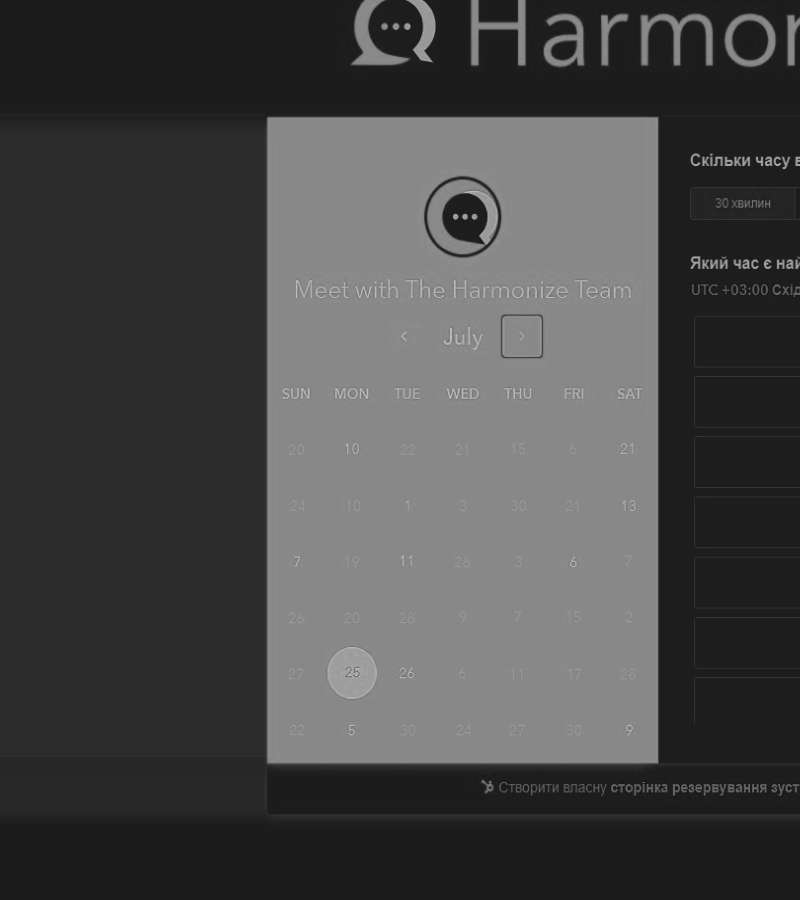 Harmon
Meet with The Harmonize Team
July
SUN MON TUE WED THU FRI SAT
20 10 22 21 15 6 21
24 10 1 3 30 21 13
7 19 11 26 3 6 7
26 20 28 9 7 15 2
27 25 26 6 11 17 28
22 5 30 24 27 30 9
Скільки часу в
30 хвилин
Який час є най
UTC +03:00 Схід
Створити власну сторінка резервування зуст